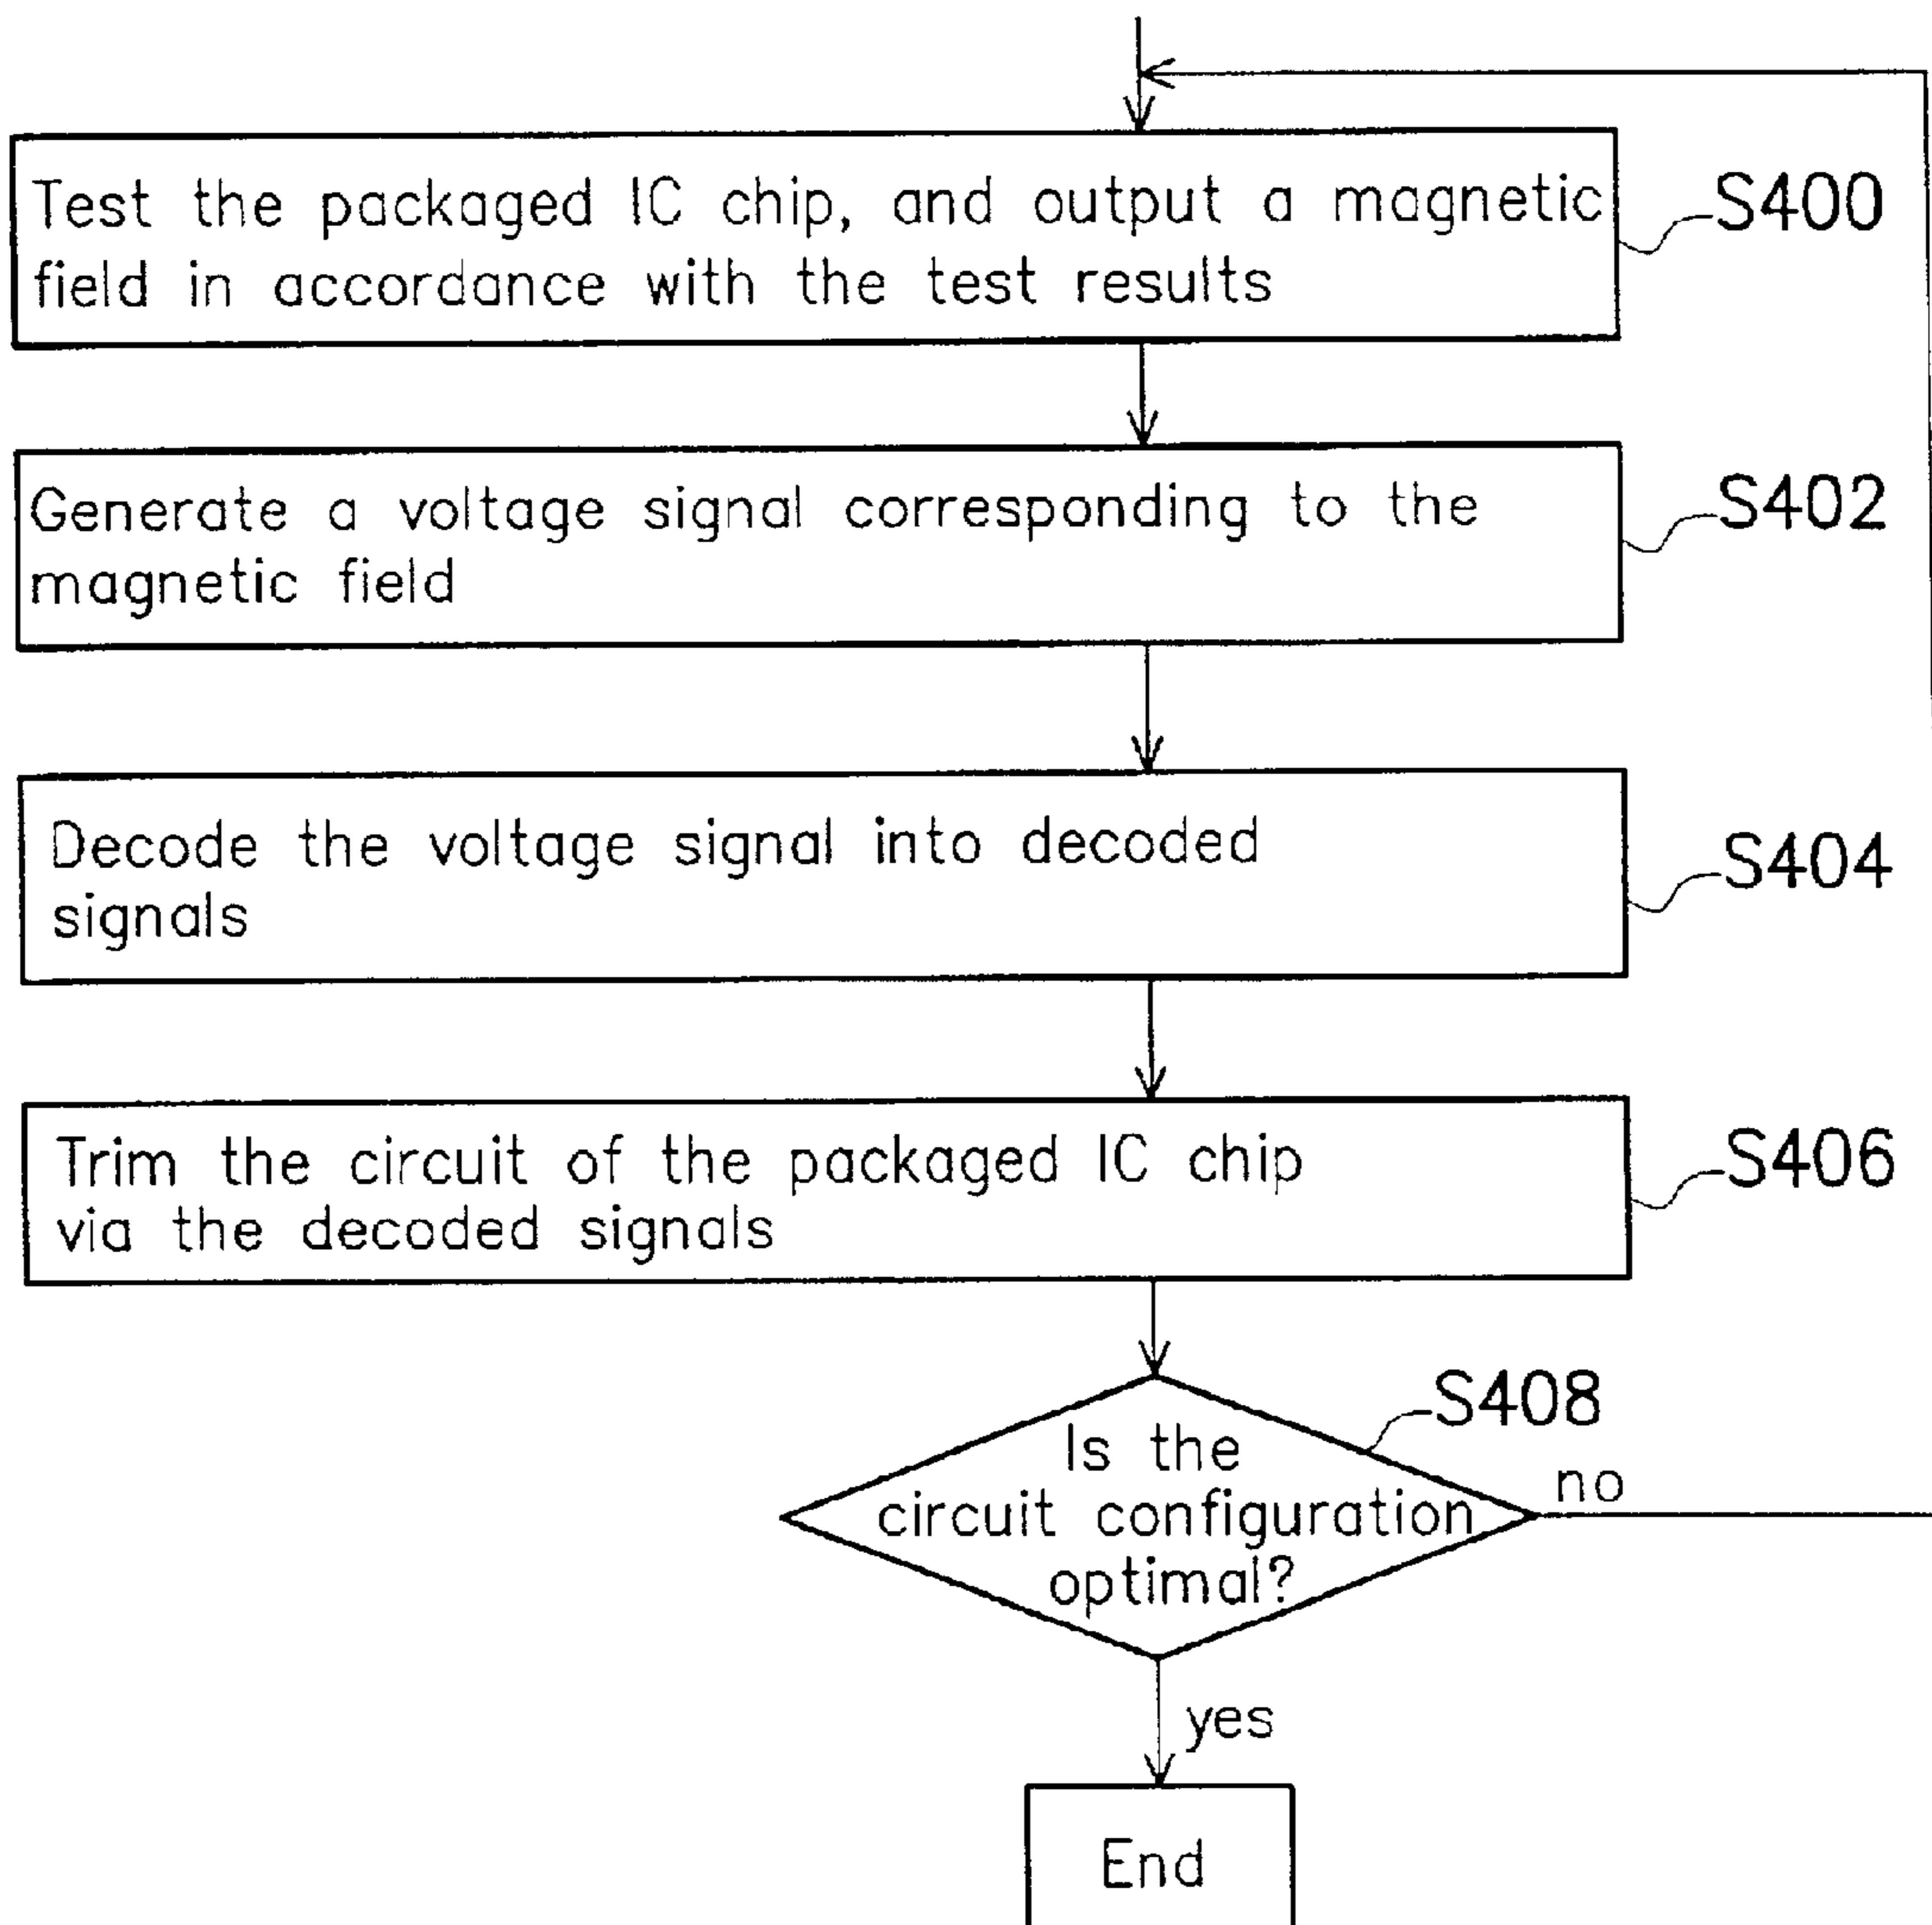 Test the packaged IC chip, and output a magnetic
field in accordance with the test results
S400
Generate a voltage signal corresponding to the
magnetic field
S402
Decode the voltage signal into decoded
signals
S404
Trim the circuit of the packaged IC chip
via the decoded signals
S406
S408
Is the
circuit configuration
optimal?
no
yes
End